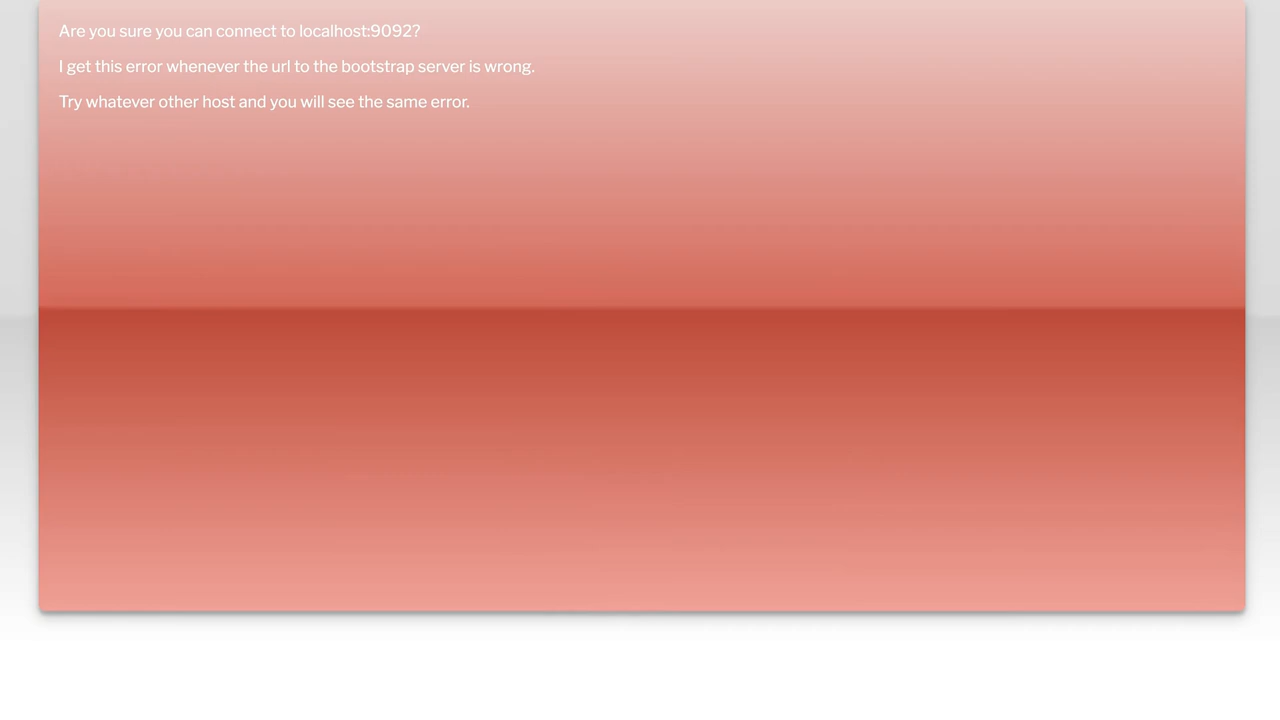 Are you sure you can connect to localhost:9092?
I get this error whenever the url to the bootstrap server is wrong.
Try whatever other host and you will see the same error.